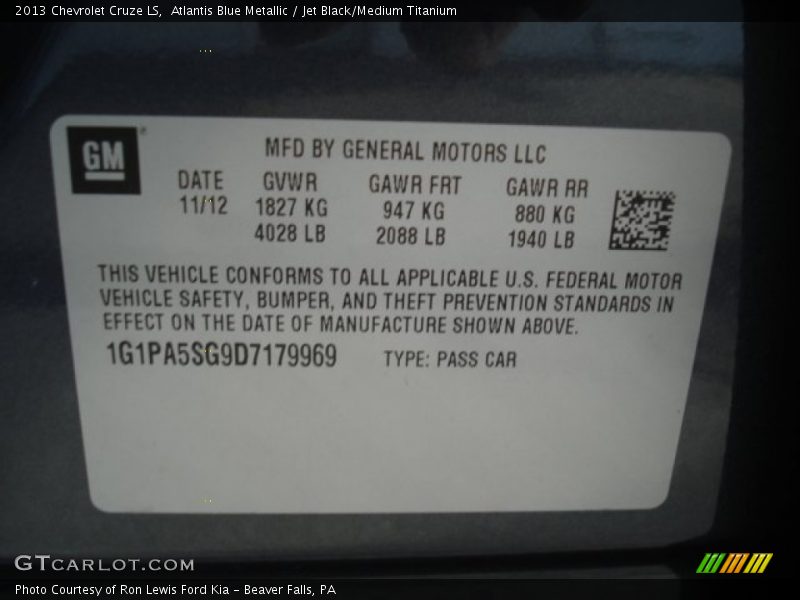 2013 Chevrolet Cruze LS,  Atlantis Blue Metallic / Jet Black/Medium Titanium
GM
MFD BY GENERAL MOTORS LLC
DATE GVWR GAWR FRT GAWR RR
11/12 1827 KG 947 KG 880 KG
4028 LB 2088 LB 1940 LB
THIS VEHICLE CONFORMS TO ALL APPLICABLE U.S. FEDERAL MOTOR
VEHICLE SAFETY, BUMPER, AND THEFT PREVENTION STANDARDS IN
EFFECT ON THE DATE OF MANUFACTURE SHOWN ABOVE.
1G1PA5SG9D7179969 TYPE: PASS CAR
GTCARLOT.COM
Photo Courtesy of Ron Lewis Ford Kia - Beaver Falls, PA